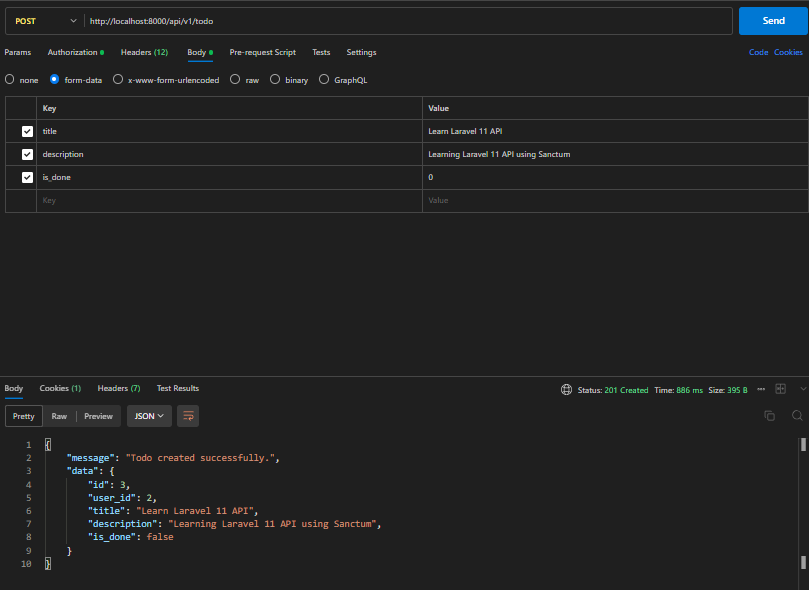 POST http://localhost:8000/api/v1/todo Send
Params Authorization Headers (12) Body Pre-request Script Tests Settings Code Cookies
none form-data x-www-form-urlencoded raw binary GraphQL
Key Value
title Learn Laravel 11 API
description Learning Laravel 11 API using Sanctum
is_done 0
Key Value
Body Cookies (1) Headers (7) Test Results Status: 201 Created Time: 886 ms Size: 395 B
Pretty Raw Preview JSON
1 {
2 "message": "Todo created successfully.",
3 "data": {
4 "id": 3,
5 "user_id": 2,
6 "title": "Learn Laravel 11 API",
7 "description": "Learning Laravel 11 API using Sanctum",
8 "is_done": false
9 }
10 }